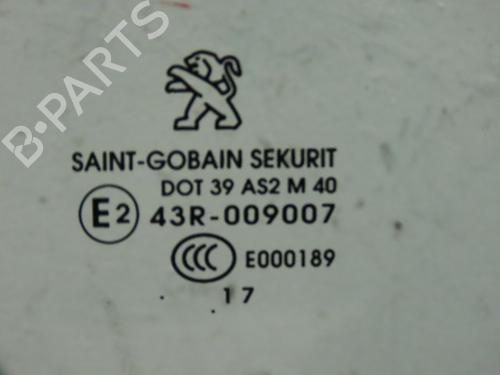 B-PARTS
SAINT-GOBAIN SEKURIT
DOT 39 AS2 M 40
E2 43R-009007
CCC E000189
17